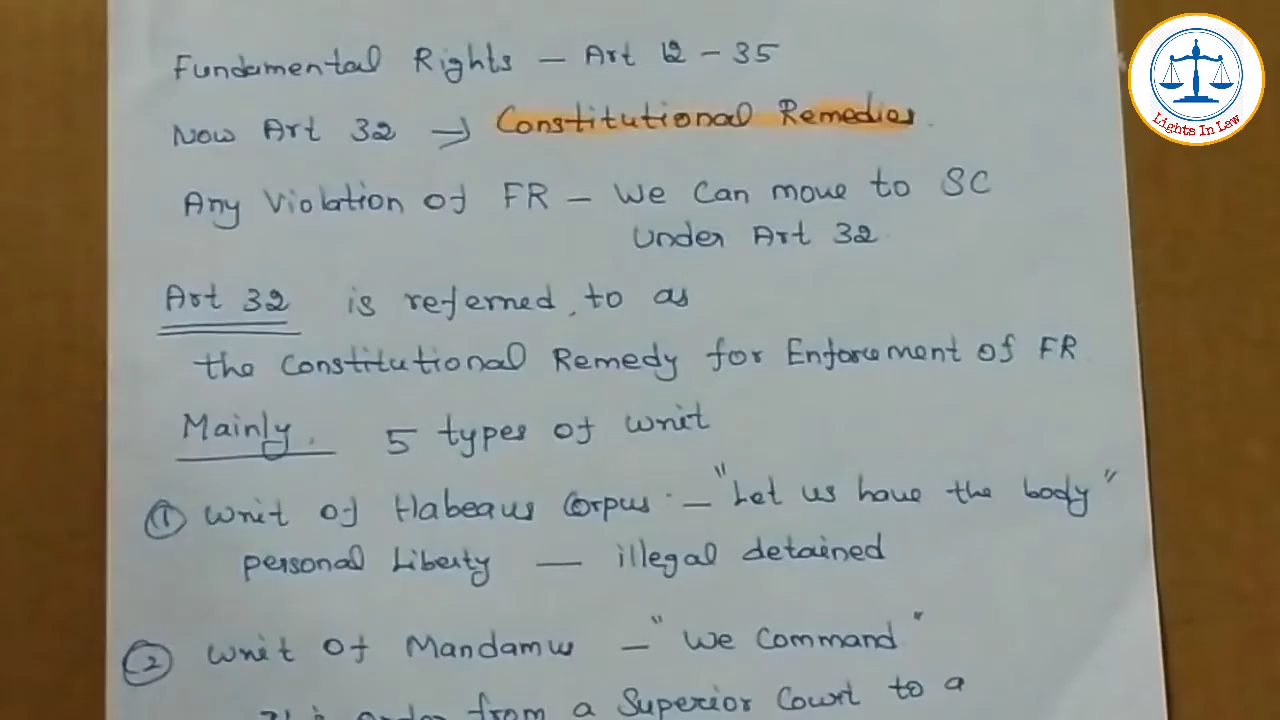 Fundamental Rights – Art 12 – 35
Now Art 32 → Constitutional Remedies.
Any Violation of FR – We Can move to SC
under Art 32.
Art 32 is referred to as
the Constitutional Remedy for Enforcement of FR
Mainly. 5 types of writ
① writ of Habeaus Corpus – "Let us have the body"
personal Liberty — illegal detained
② writ of Mandamus – "We Command"
order from a Superior Court to a
Lights In Law